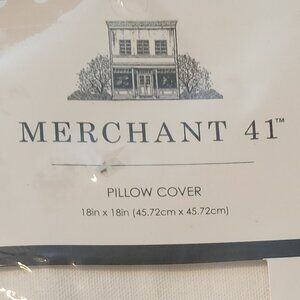 MERCHANT 41™
PILLOW COVER
18in x 18in (45.72cm x 45.72cm)